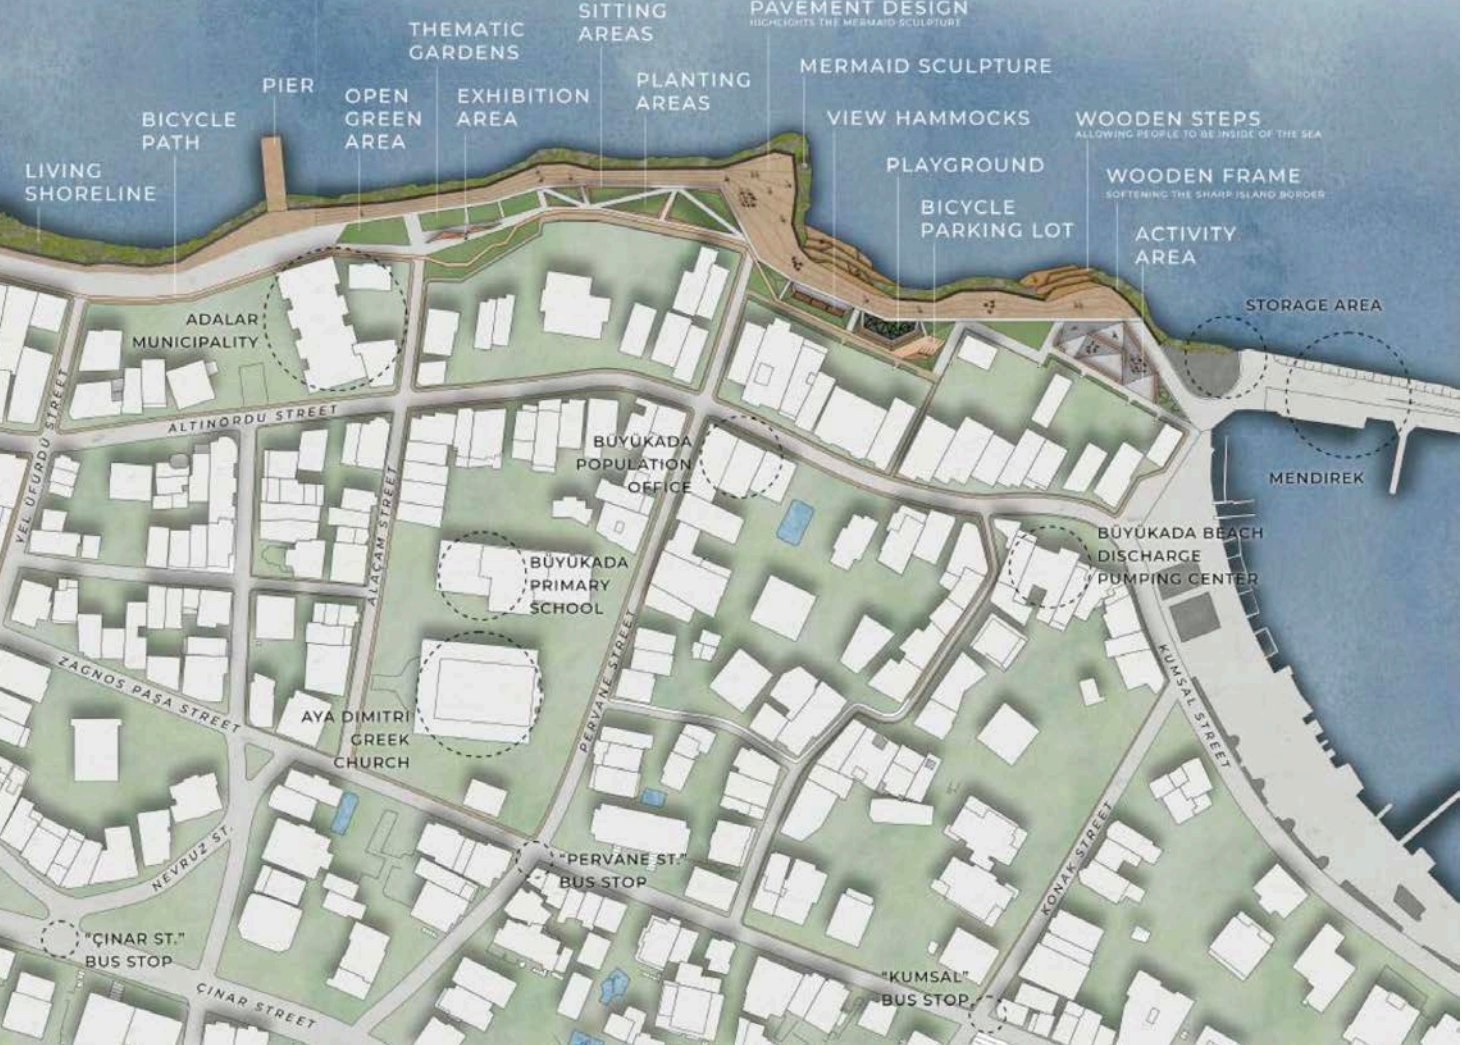 SITTING
AREAS
PAVEMENT DESIGN
HIGHLIGHTS THE MERMAID SCULPTURE
THEMATIC
GARDENS
MERMAID SCULPTURE
PIER
OPEN
GREEN
AREA
EXHIBITION
AREA
PLANTING
AREAS
BICYCLE
PATH
VIEW HAMMOCKS
WOODEN STEPS
ALLOWING PEOPLE TO BE INSIDE OF THE SEA
LIVING
SHORELINE
PLAYGROUND
WOODEN FRAME
SOFTENING THE SHARP ISLAND BORDER
BICYCLE
PARKING LOT
ACTIVITY
AREA
STORAGE AREA
ADALAR
MUNICIPALITY
YEL UFURDU STREET
ALTINORDU STREET
MENDIREK
BÜYÜKADA
POPULATION
OFFICE
ALAÇAM STREET
BÜYÜKADA
PRIMARY
SCHOOL
BÜYÜKADA BEACH
DISCHARGE
PUMPING CENTER
ZAGNOS PAŞA STREET
AYA DIMITRI
GREEK
CHURCH
PERVANE STREET
KUMSAL STREET
NEVRUZ ST.
"PERVANE ST."
BUS STOP
KONAK STREET
"ÇINAR ST."
BUS STOP
ÇINAR STREET
"KUMSAL"
BUS STOP